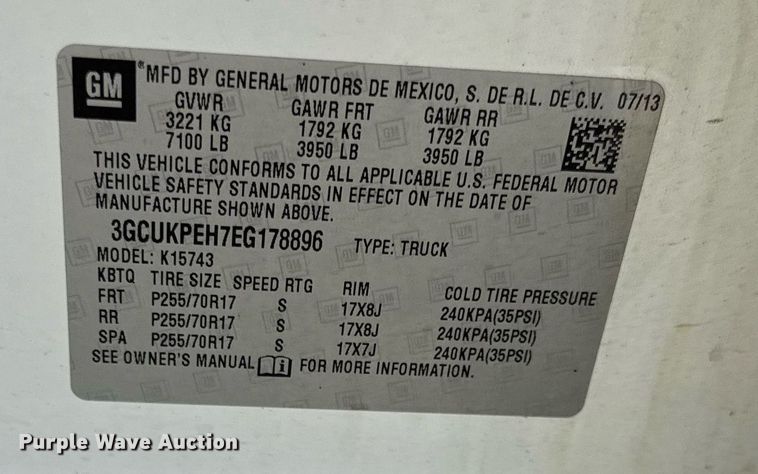 GM
®MFD BY GENERAL MOTORS DE MEXICO, S. DE R.L. DE C.V. 07/13
GVWR GAWR FRT GAWR RR
3221 KG 1792 KG 1792 KG
7100 LB 3950 LB 3950 LB
THIS VEHICLE CONFORMS TO ALL APPLICABLE U.S. FEDERAL MOTOR
VEHICLE SAFETY STANDARDS IN EFFECT ON THE DATE OF
MANUFACTURE SHOWN ABOVE.
3GCUKPEH7EG178896 TYPE: TRUCK
MODEL: K15743
KBTQ TIRE SIZE SPEED RTG RIM COLD TIRE PRESSURE
FRT P255/70R17 S 17X8J 240KPA(35PSI)
RR P255/70R17 S 17X8J 240KPA(35PSI)
SPA P255/70R17 S 17X7J 240KPA(35PSI)
SEE OWNER'S MANUAL i FOR MORE INFORMATION.
Purple Wave Auction